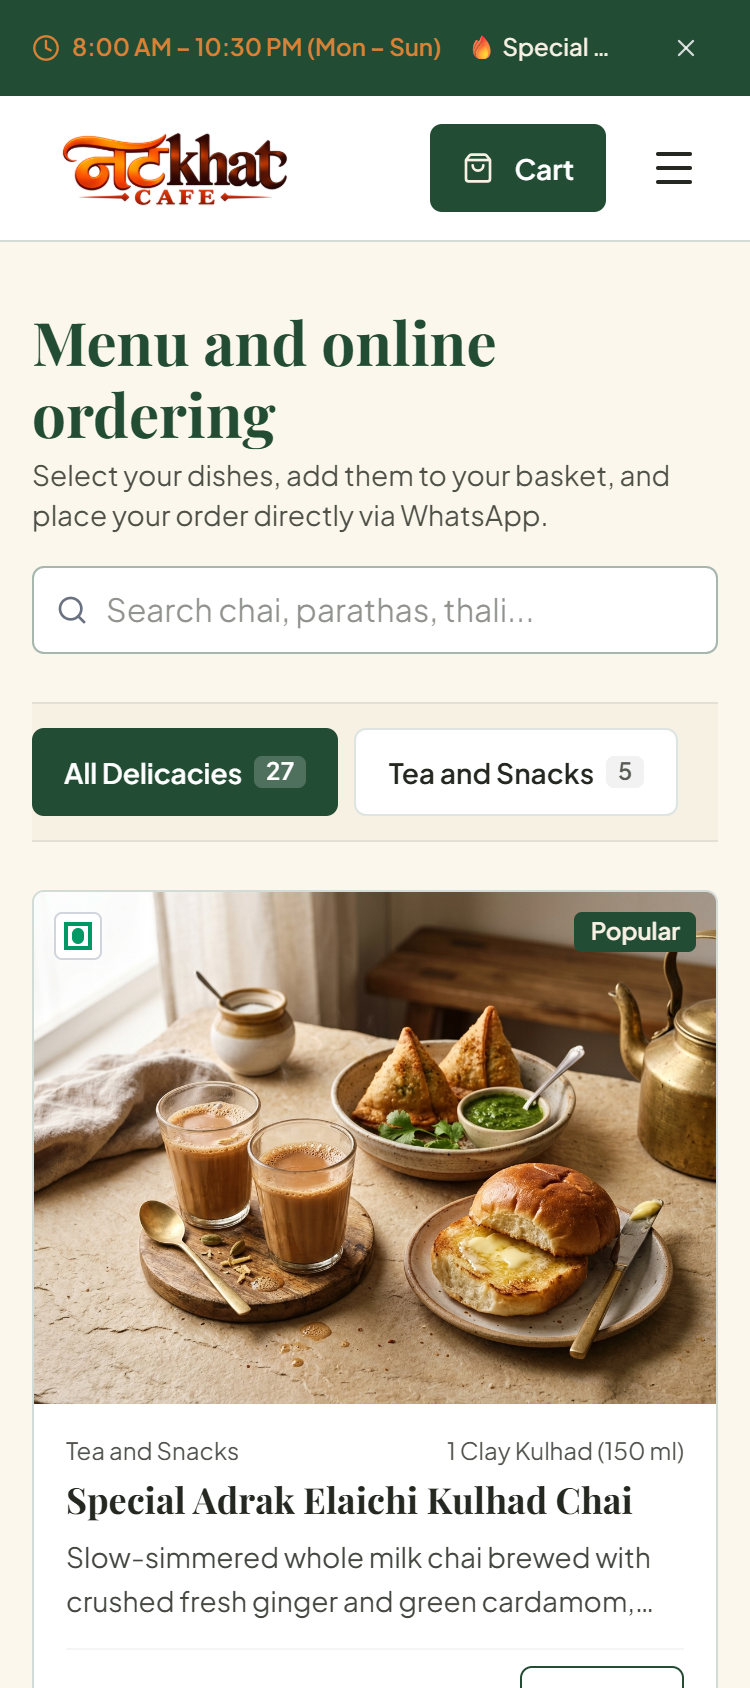 8:00 AM – 10:30 PM (Mon – Sun) 🔥 Special ...
नटkhat
CAFE
Cart
Menu and online
ordering
Select your dishes, add them to your basket, and
place your order directly via WhatsApp.
Search chai, parathas, thali...
All Delicacies 27 Tea and Snacks 5
Popular
Tea and Snacks 1 Clay Kulhad (150 ml)
Special Adrak Elaichi Kulhad Chai
Slow-simmered whole milk chai brewed with
crushed fresh ginger and green cardamom,...